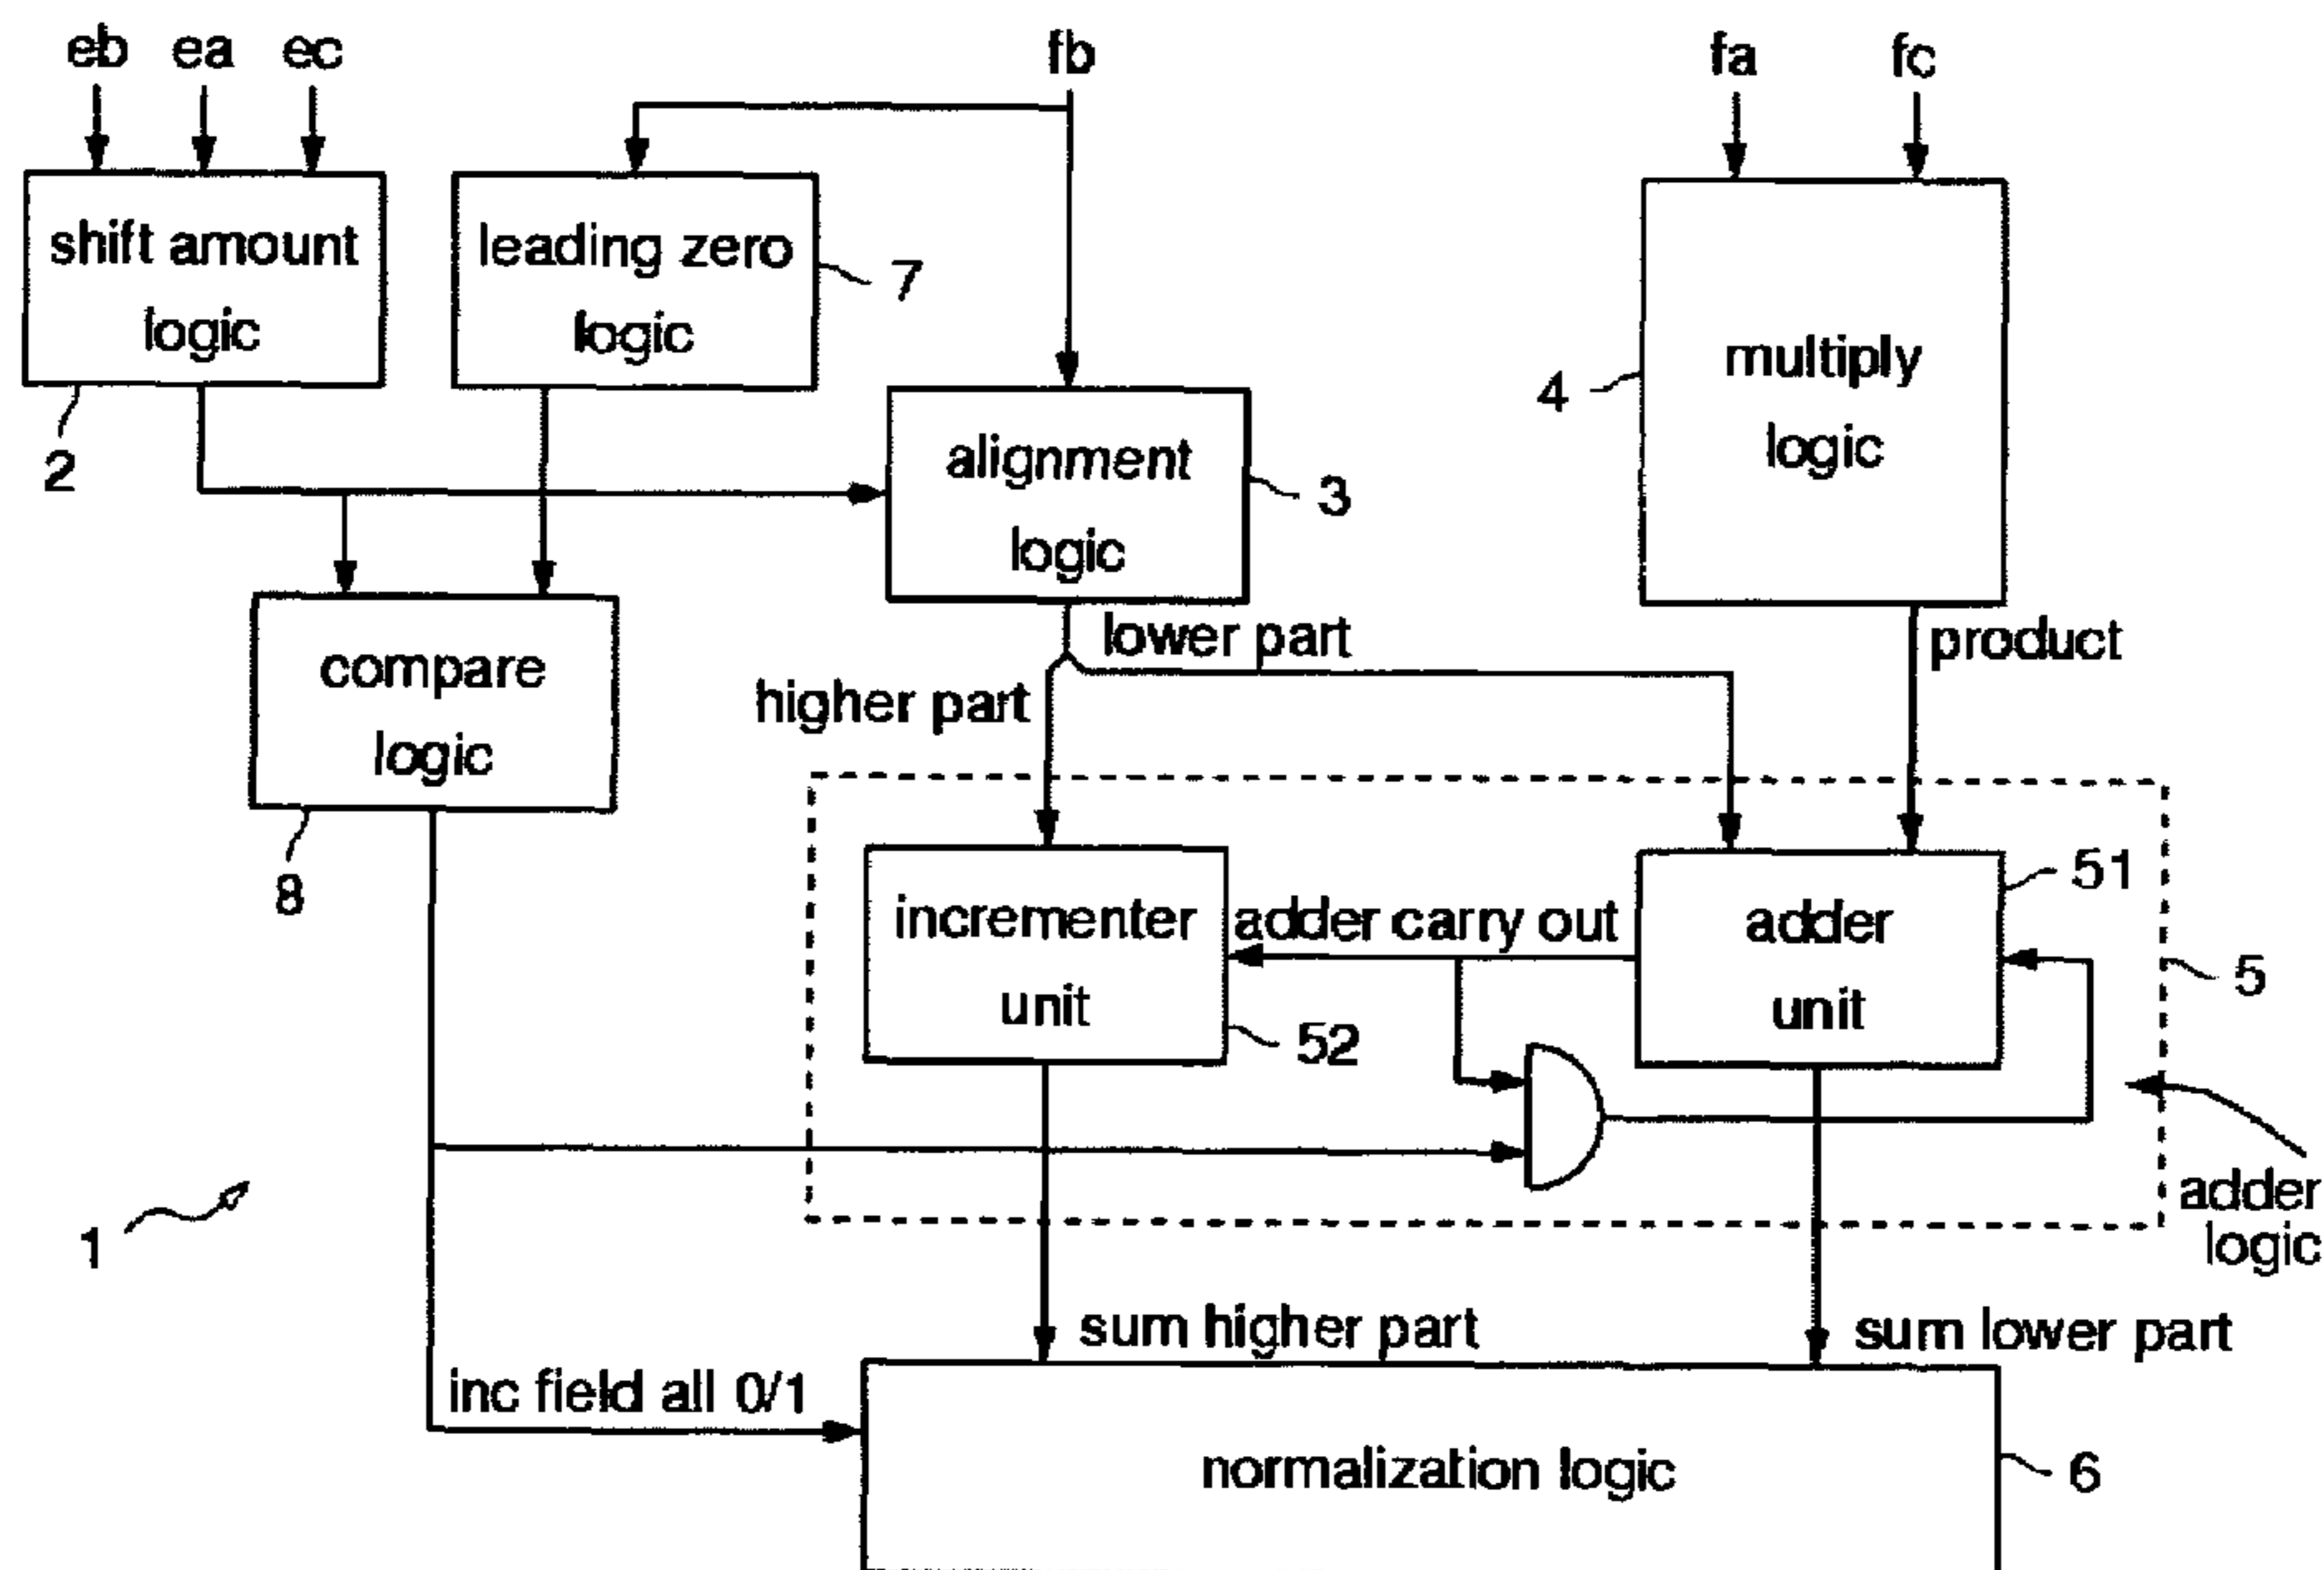 eb ea ec fb fa fc
shift amount
logic
leading zero
logic
7
2
alignment
logic
3
4
multiply
logic
compare
logic
8
lower part
higher part
product
incrementer
unit
52
adder carry out
adder
unit
51
5
adder
logic
1
sum higher part
sum lower part
inc field all 0/1
normalization logic
6